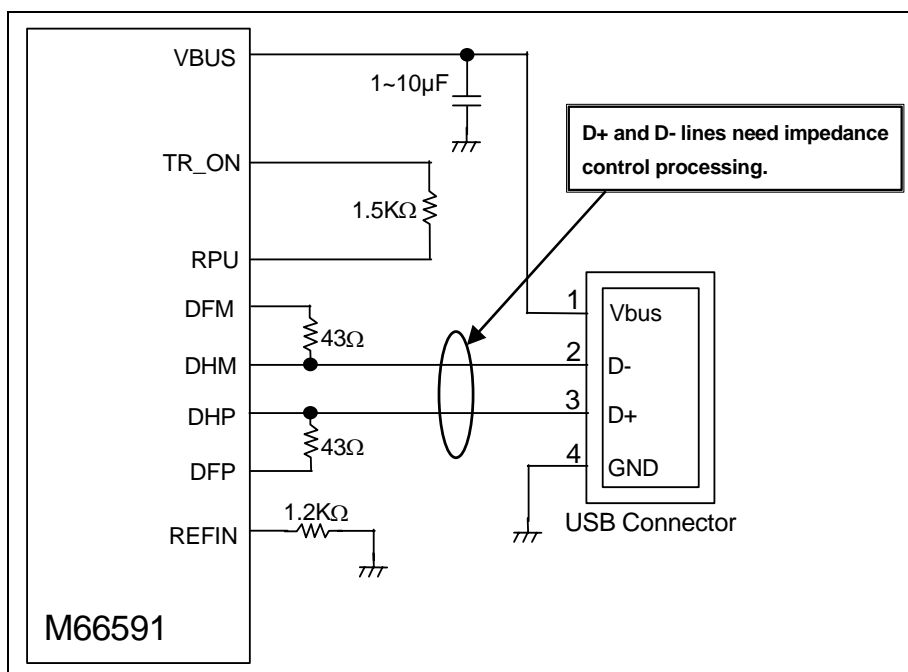 VBUS
1~10µF
D+ and D- lines need impedance
control processing.
TR_ON
1.5KΩ
RPU
DFM
43Ω
DHM
DHP
43Ω
DFP
1.2KΩ
REFIN
1
Vbus
2
D-
3
D+
4
GND
USB Connector
M66591